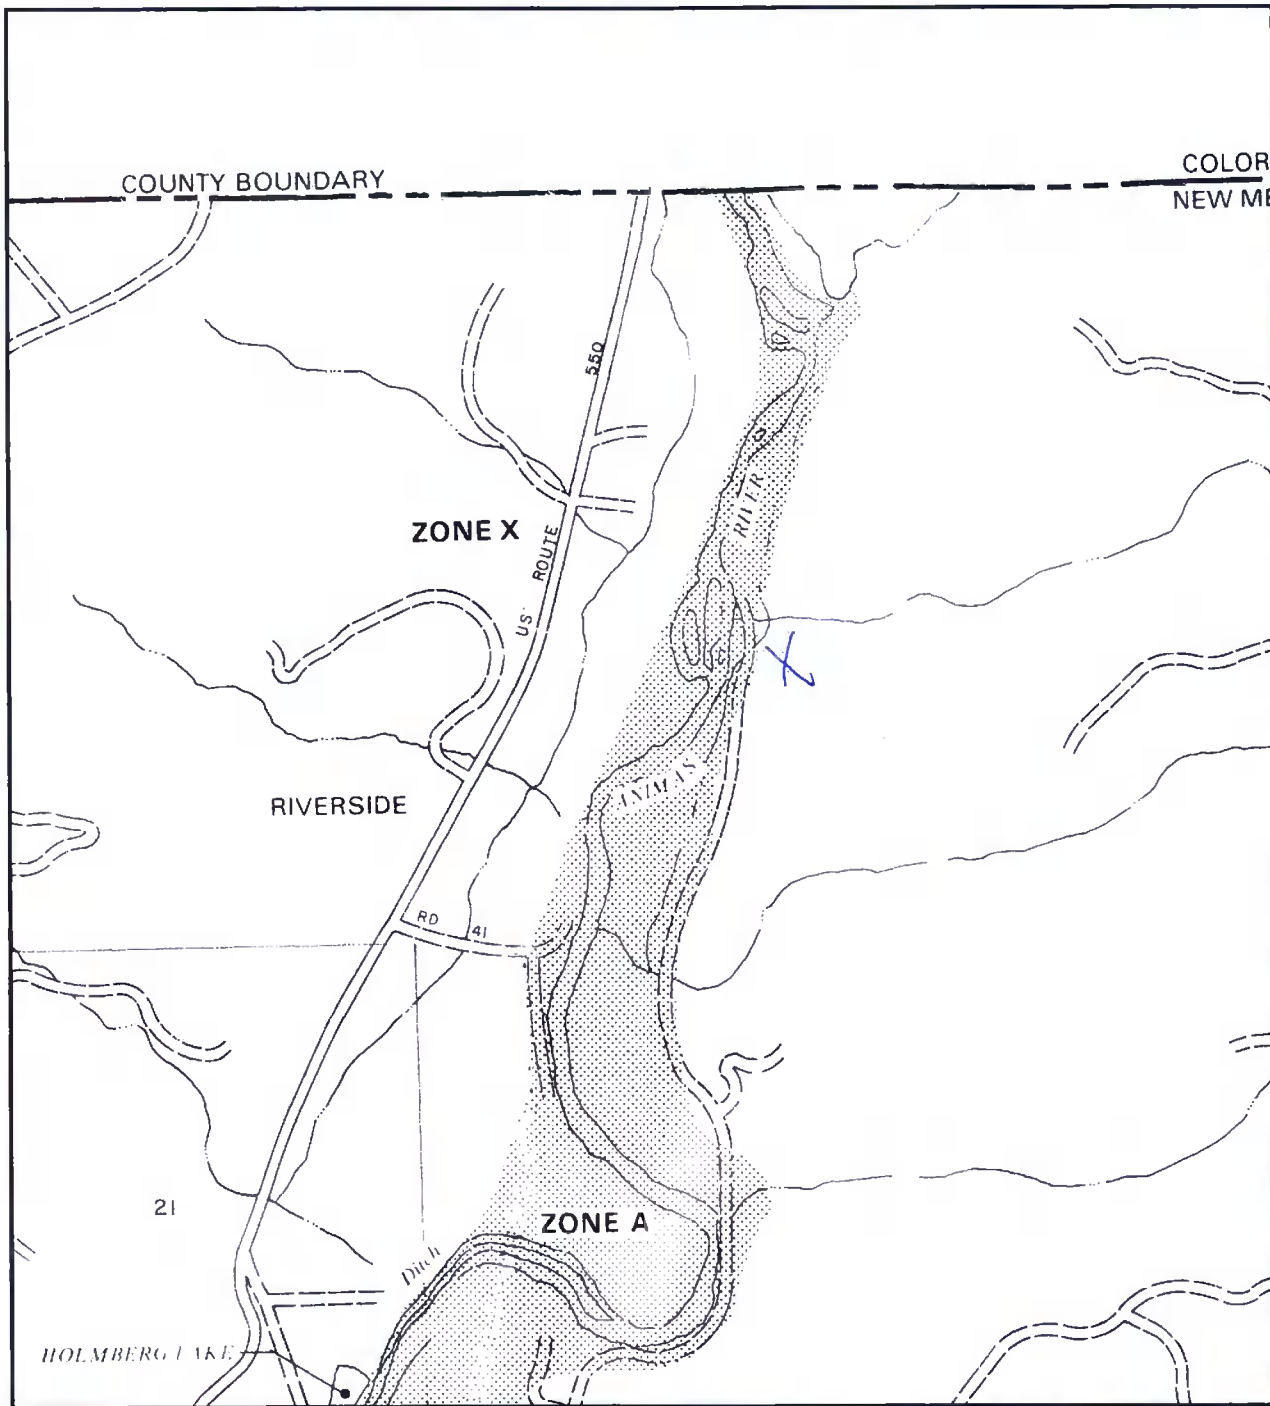 COUNTY BOUNDARY
COLOR
NEW ME
550
ZONE X
US ROUTE
RIVER
X
ANIMAS
RIVERSIDE
RD 41
21
ZONE A
Ditch
HOLMBERG LAKE